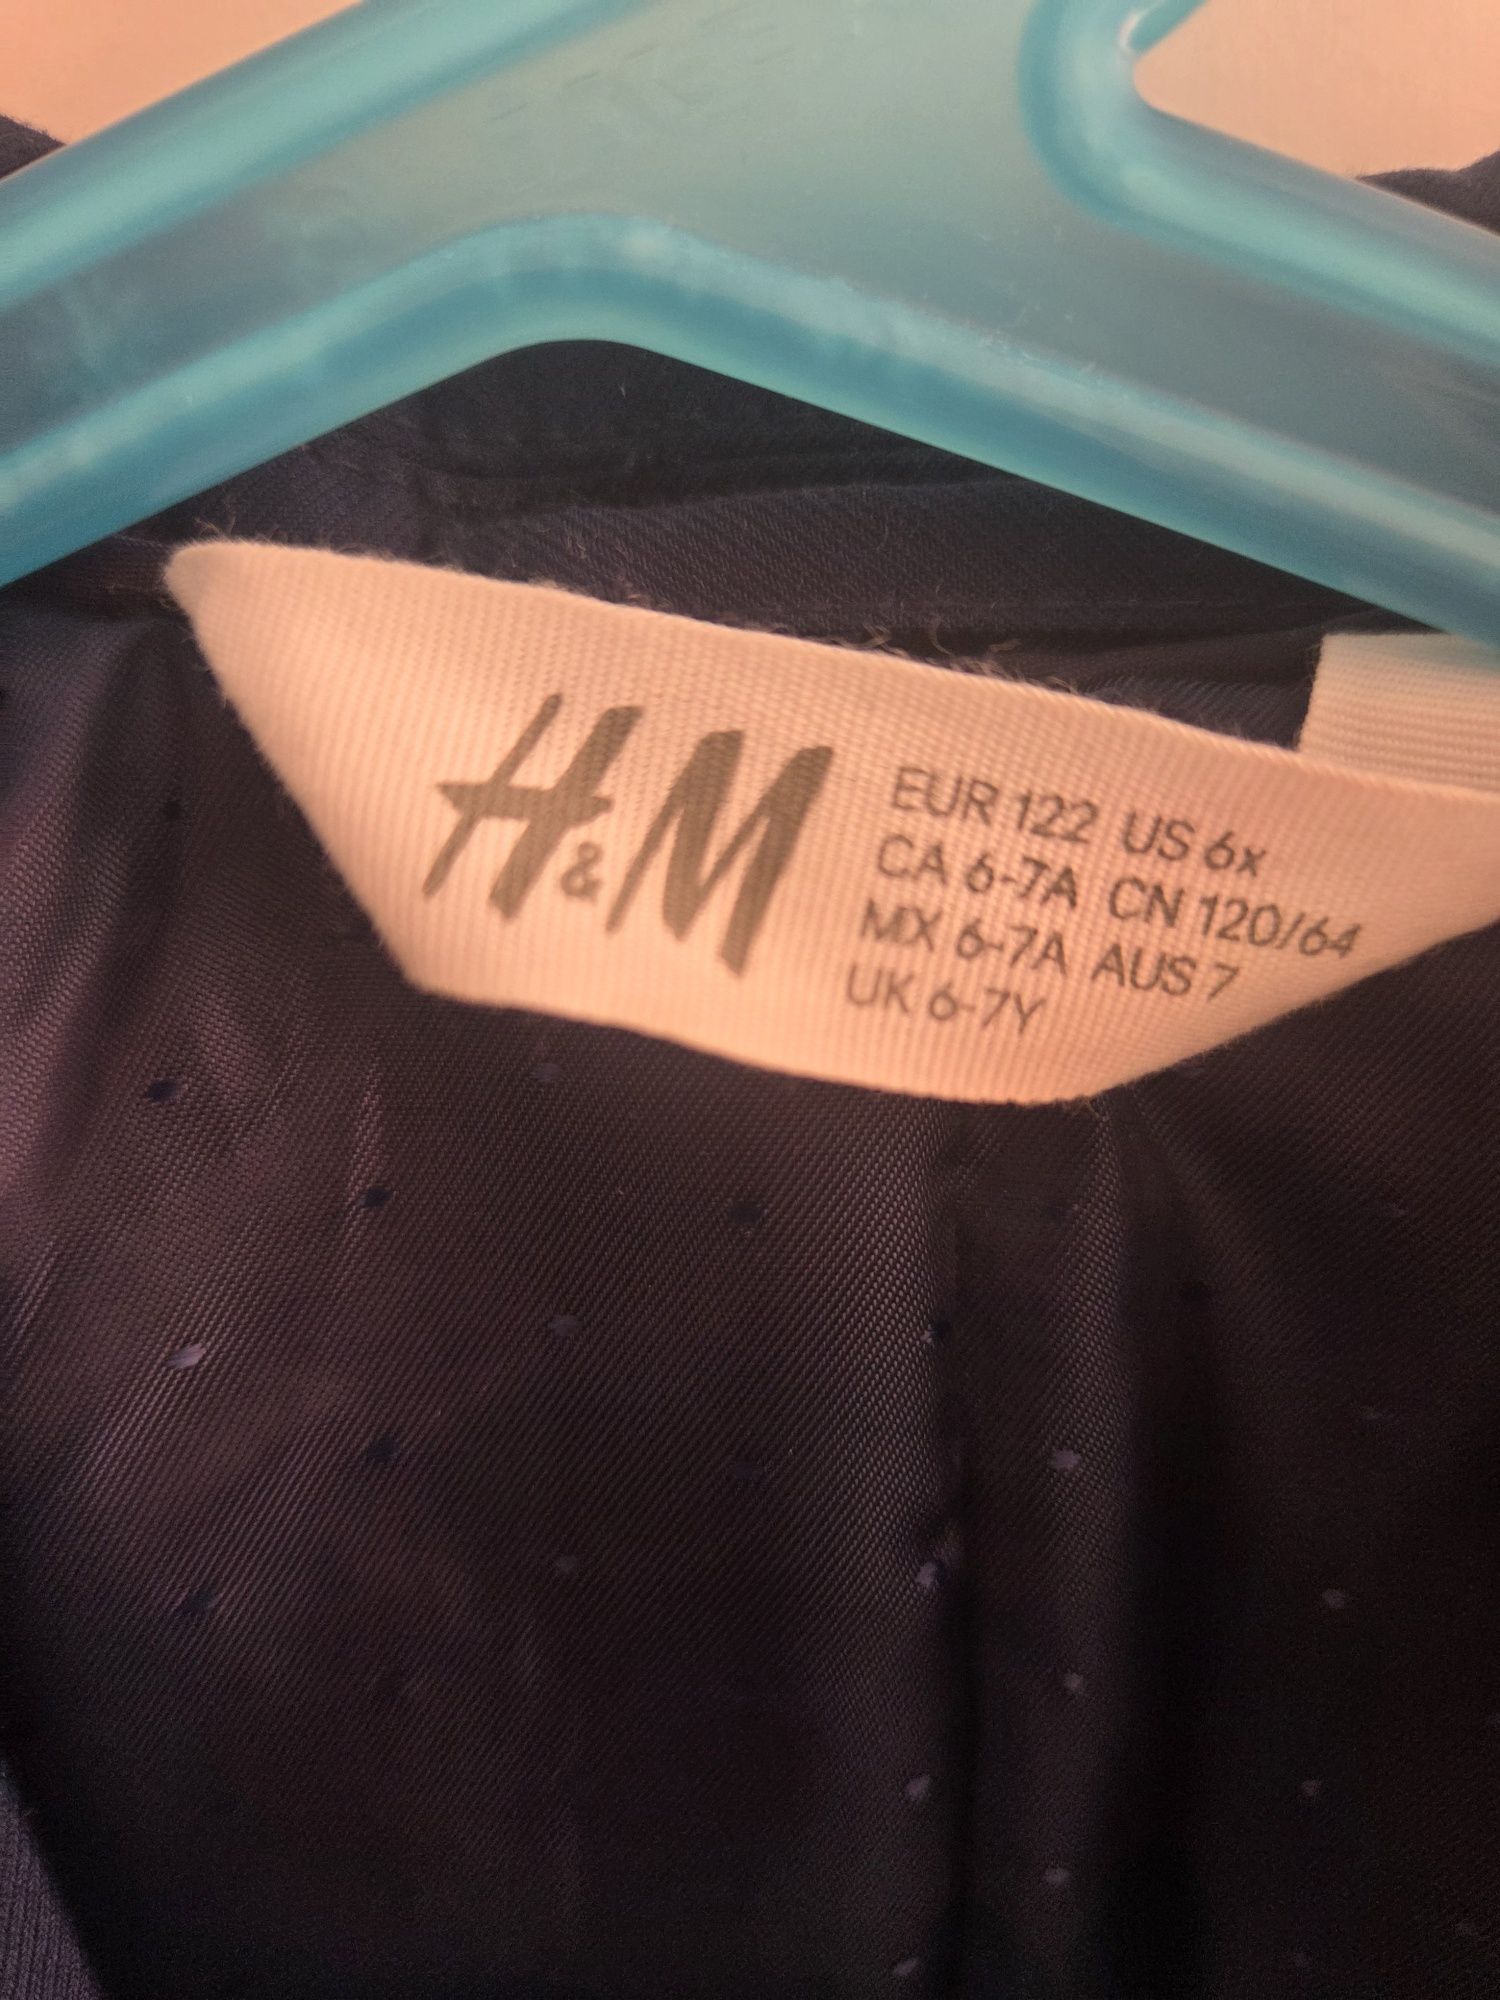 H&M
EUR 122 US 6x
CA 6-7A CN 120/64
MX 6-7A AUS 7
UK 6-7Y